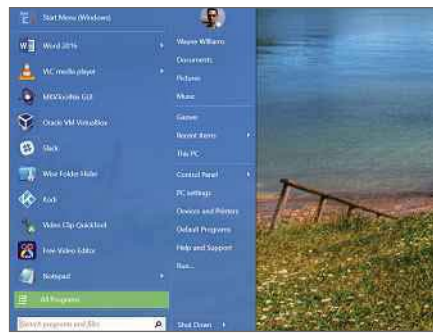 Start Menu (Windows)
Word 2016
VLC media player
MKVToolNix GUI
Oracle VM VirtualBox
Slack
Wise Folder Hider
Kodi
Video Clip QuickTool
Free Video Editor
Notepad
All Programs
Search programs and files
Wayne Williams
Documents
Pictures
Music
Games
Recent Items
This PC
Control Panel
PC settings
Devices and Printers
Default Programs
Help and Support
Run...
Shut Down